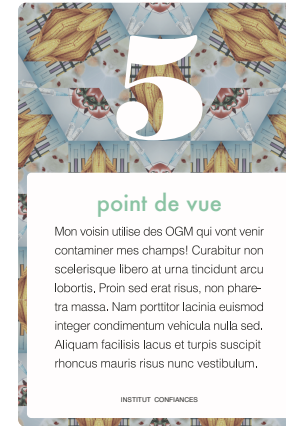 5
point de vue
Mon voisin utilise des OGM qui vont venir
contaminer mes champs! Curabitur non
scelerisque libero at urna tincidunt arcu
lobortis, Proin sed erat risus, non phare-
tra massa. Nam porttitor lacinia euismod
integer condimentum vehicula nulla sed.
Aliquam facilisis lacus et turpis suscipit
rhoncus mauris risus nunc vestibulum.
INSTITUT CONFIANCES